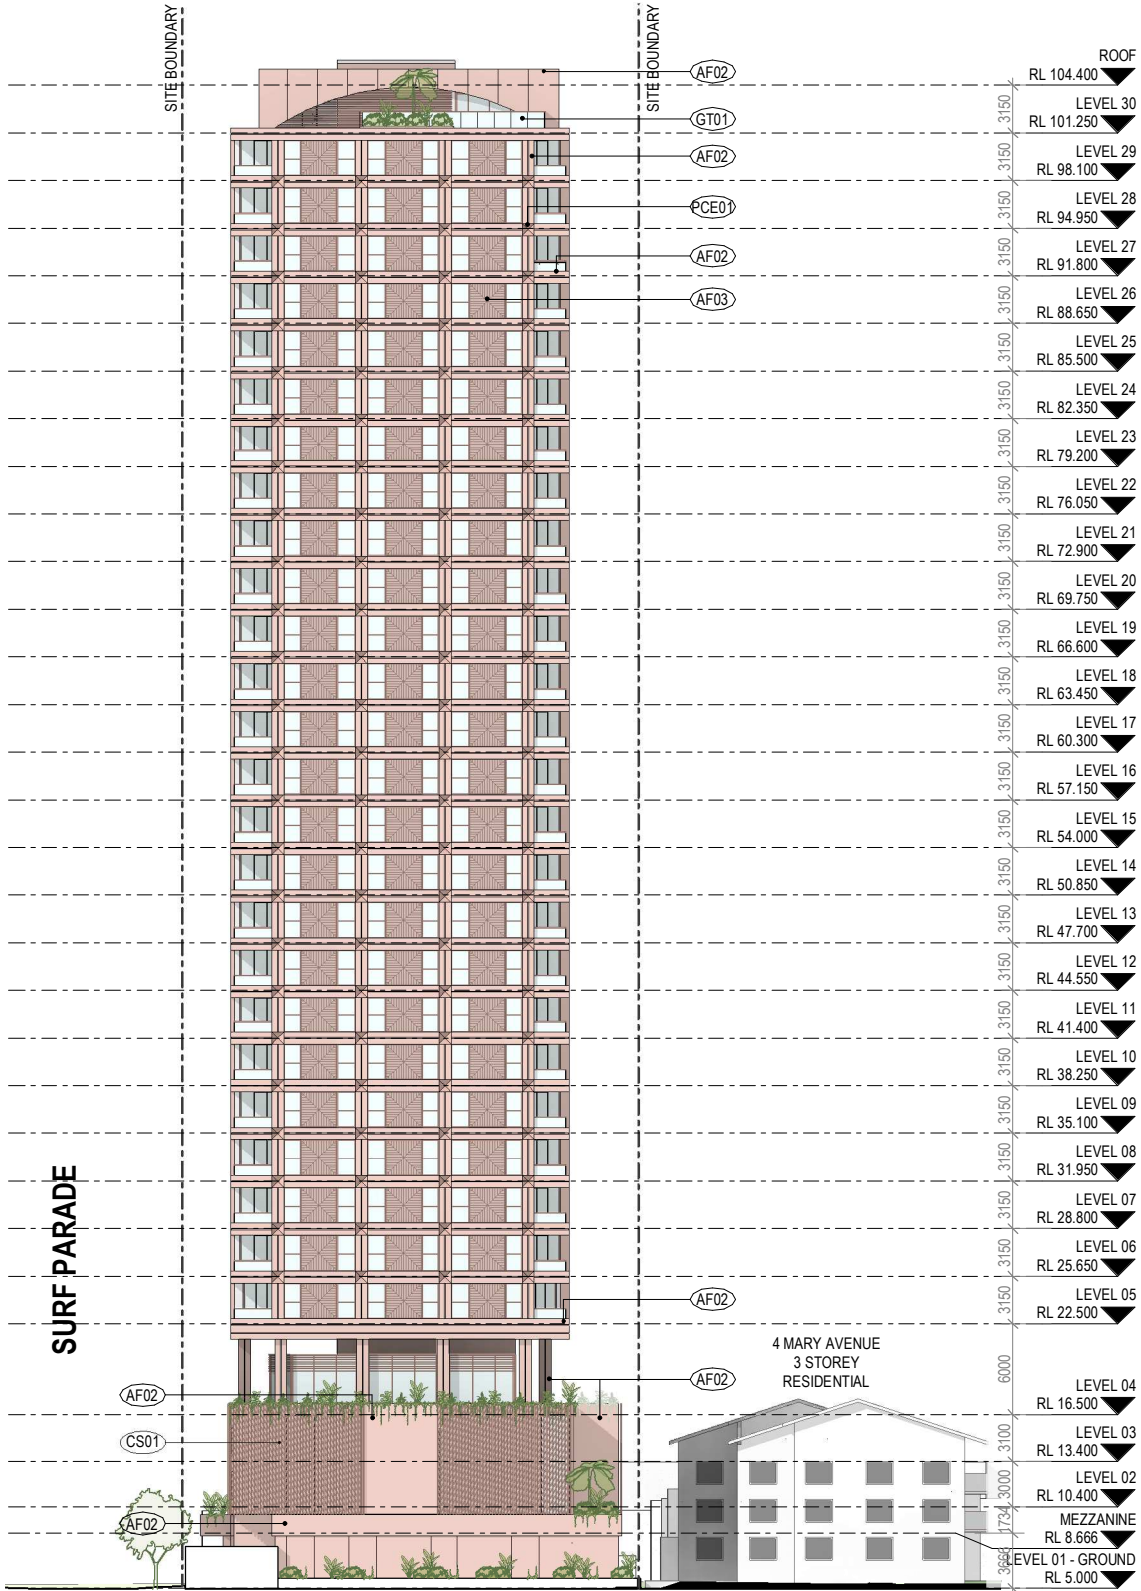 SITE BOUNDARY
SITE BOUNDARY
AF02
GT01
AF02
PCE01
AF02
AF03
AF02
AF02
AF02
CS01
AF02
SURF PARADE
4 MARY AVENUE
3 STOREY
RESIDENTIAL
ROOF
RL 104.400
3150
LEVEL 30
RL 101.250
3150
LEVEL 29
RL 98.100
3150
LEVEL 28
RL 94.950
3150
LEVEL 27
RL 91.800
3150
LEVEL 26
RL 88.650
3150
LEVEL 25
RL 85.500
3150
LEVEL 24
RL 82.350
3150
LEVEL 23
RL 79.200
3150
LEVEL 22
RL 76.050
3150
LEVEL 21
RL 72.900
3150
LEVEL 20
RL 69.750
3150
LEVEL 19
RL 66.600
3150
LEVEL 18
RL 63.450
3150
LEVEL 17
RL 60.300
3150
LEVEL 16
RL 57.150
3150
LEVEL 15
RL 54.000
3150
LEVEL 14
RL 50.850
3150
LEVEL 13
RL 47.700
3150
LEVEL 12
RL 44.550
3150
LEVEL 11
RL 41.400
3150
LEVEL 10
RL 38.250
3150
LEVEL 09
RL 35.100
3150
LEVEL 08
RL 31.950
3150
LEVEL 07
RL 28.800
3150
LEVEL 06
RL 25.650
3150
LEVEL 05
RL 22.500
6000
LEVEL 04
RL 16.500
3100
LEVEL 03
RL 13.400
3000
LEVEL 02
RL 10.400
1734
MEZZANINE
RL 8.666
3666
LEVEL 01 - GROUND
RL 5.000